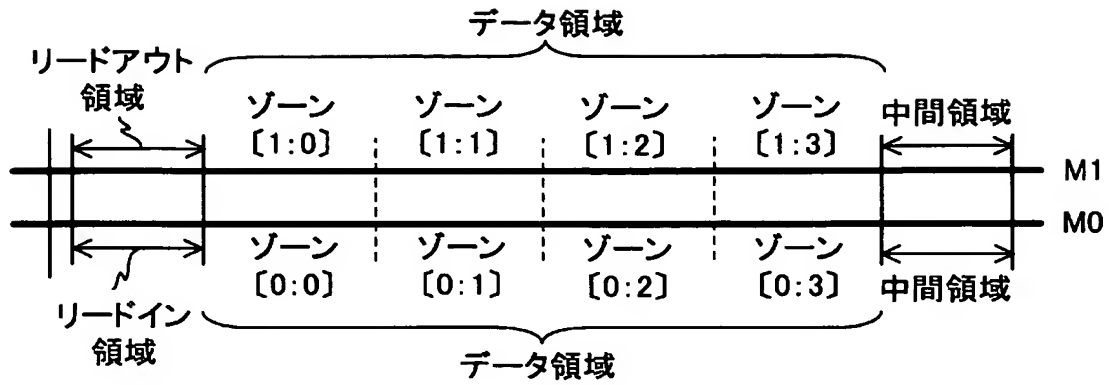 データ領域
リードアウト
領域
ゾーン ゾーン ゾーン ゾーン
〔1:0〕 〔1:1〕 〔1:2〕 〔1:3〕
中間領域
M1
M0
ゾーン ゾーン ゾーン ゾーン
〔0:0〕 〔0:1〕 〔0:2〕 〔0:3〕
中間領域
リードイン
領域
データ領域